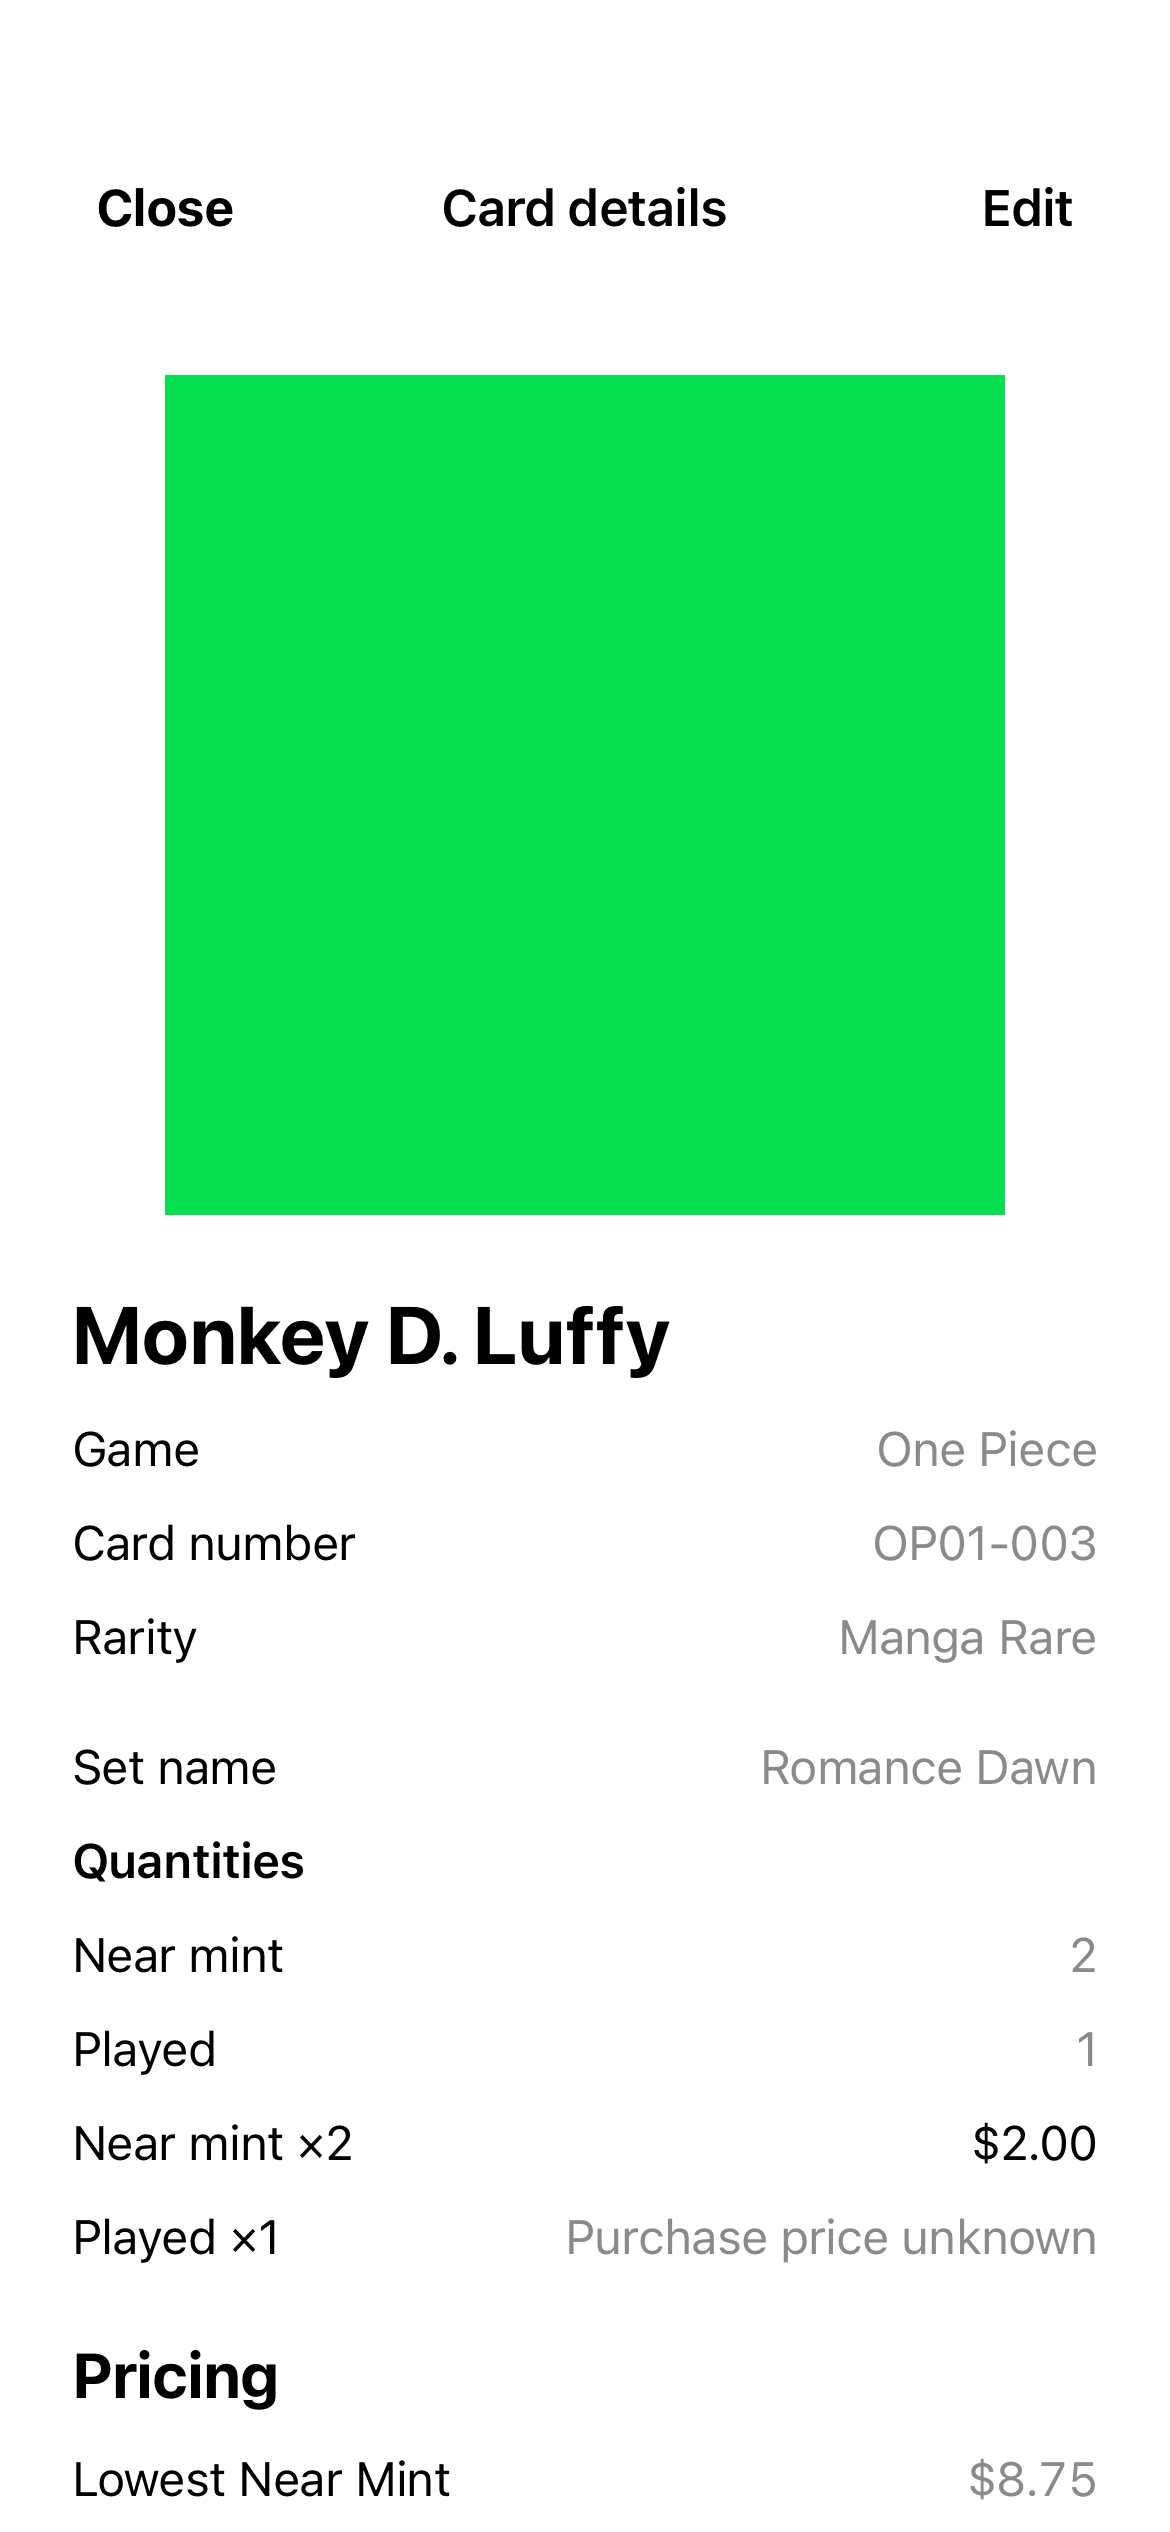 Close Card details Edit
Monkey D. Luffy
Game One Piece
Card number OP01-003
Rarity Manga Rare
Set name Romance Dawn
Quantities
Near mint 2
Played 1
Near mint ×2 $2.00
Played ×1 Purchase price unknown
Pricing
Lowest Near Mint $8.75